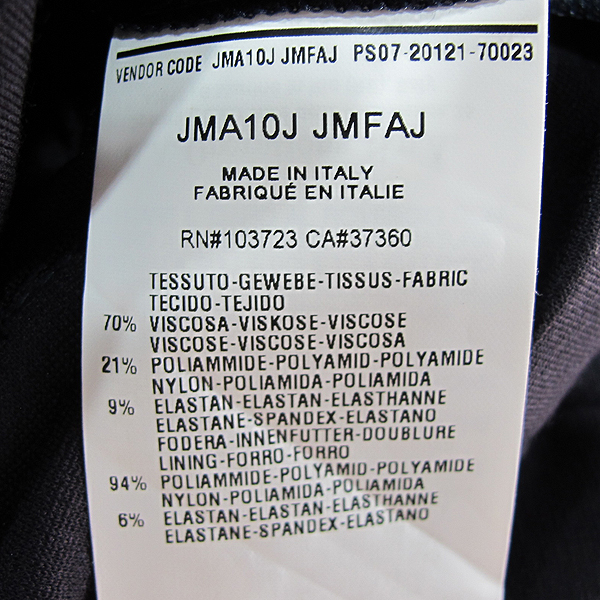 VENDOR CODE JMA10J JMFAJ PS07-20121-70023
JMA10J JMFAJ
MADE IN ITALY
FABRIQUÉ EN ITALIE
RN#103723 CA#37360
TESSUTO-GEWEBE-TISSUS-FABRIC
TECIDO-TEJIDO
70% VISCOSA-VISKOSE-VISCOSE
VISCOSE-VISCOSE-VISCOSA
21% POLIAMMIDE-POLYAMID-POLYAMIDE
NYLON-POLIAMIDA-POLIAMIDA
9% ELASTAN-ELASTAN-ELASTHANNE
ELASTANE-SPANDEX-ELASTANO
FODERA-INNENFUTTER-DOUBLURE
LINING-FORRO-FORRO
94% POLIAMMIDE-POLYAMID-POLYAMIDE
NYLON-POLIAMIDA-POLIAMIDA
6% ELASTAN-ELASTAN-ELASTHANNE
ELASTANE-SPANDEX-ELASTANO